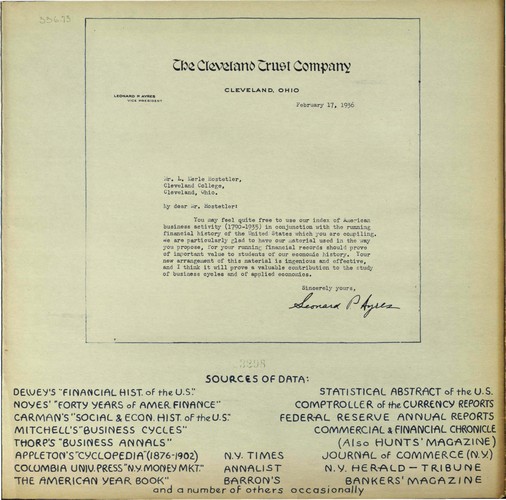 556.73
The Cleveland Trust Company
CLEVELAND, OHIO
LEONARD P. AYRES
VICE PRESIDENT
February 17, 1936
Mr. L. Merle Hostetler,
Cleveland College,
Cleveland, Ohio.
My dear Mr. Hostetler:
You may feel quite free to use our index of American
business activity (1790-1935) in conjunction with the running
financial history of the United States which you are compiling.
We are particularly glad to have our material used in the way
you propose, for your running financial records should prove
of important value to students of our economic history. Your
new arrangement of this material is ingenious and effective,
and I think it will prove a valuable contribution to the study
of business cycles and of applied economics.
Sincerely yours,
Leonard P Ayres
3898
SOURCES OF DATA:
DEWEY'S "FINANCIAL HIST. of the U.S."
NOYES' "FORTY YEARS of AMER. FINANCE"
CARMAN'S "SOCIAL & ECON. HIST. of the U.S."
MITCHELL'S "BUSINESS CYCLES"
THORP'S "BUSINESS ANNALS"
APPLETON'S "CYCLOPEDIA" (1876-1902)
COLUMBIA UNIV. PRESS "N.Y. MONEY MKT."
THE AMERICAN YEAR BOOK"
N.Y. TIMES
ANNALIST
BARRON'S
STATISTICAL ABSTRACT of the U.S.
COMPTROLLER of the CURRENCY REPORTS
FEDERAL RESERVE ANNUAL REPORTS
COMMERCIAL & FINANCIAL CHRONICLE
(Also HUNTS' MAGAZINE)
JOURNAL of COMMERCE (N.Y.)
N.Y. HERALD - TRIBUNE
BANKERS' MAGAZINE
and a number of others occasionally